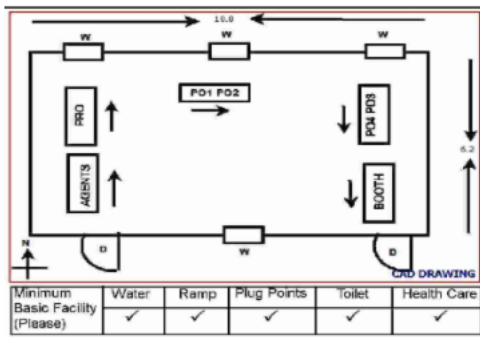 10.8
W W W
PO1 PO2
PRO
PO4 PO3
6.2
AGENTS
BOOTH
N
D
W
D
CAD DRAWING
Minimum Basic Facility (Please)
Water Ramp Plug Points Toilet Health Care
✓ ✓ ✓ ✓ ✓